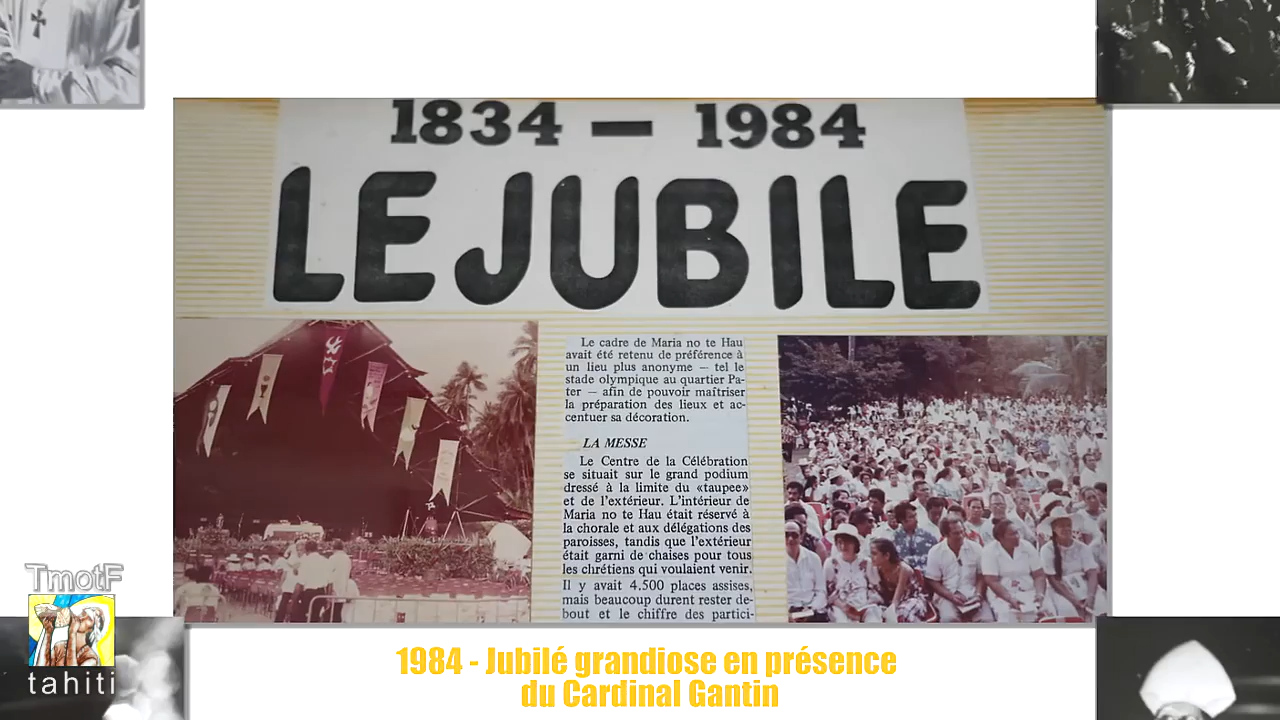 1834 — 1984
LE JUBILE
Le cadre de Maria no te Hau
avait été retenu de préférence à
un lieu plus anonyme — tel le
stade olympique au quartier Pa-
ter — afin de pouvoir maîtriser
la préparation des lieux et ac-
centuer sa décoration.
LA MESSE
Le Centre de la Célébration
se situait sur le grand podium
dressé à la limite du «taupee»
et de l'extérieur. L'intérieur de
Maria no te Hau était réservé à
la chorale et aux délégations des
paroisses, tandis que l'extérieur
était garni de chaises pour tous
les chrétiens qui voulaient venir.
Il y avait 4.500 places assises,
mais beaucoup durent rester de-
bout et le chiffre des partici-
TmotF
tahiti
1984 - Jubilé grandiose en présence
du Cardinal Gantin